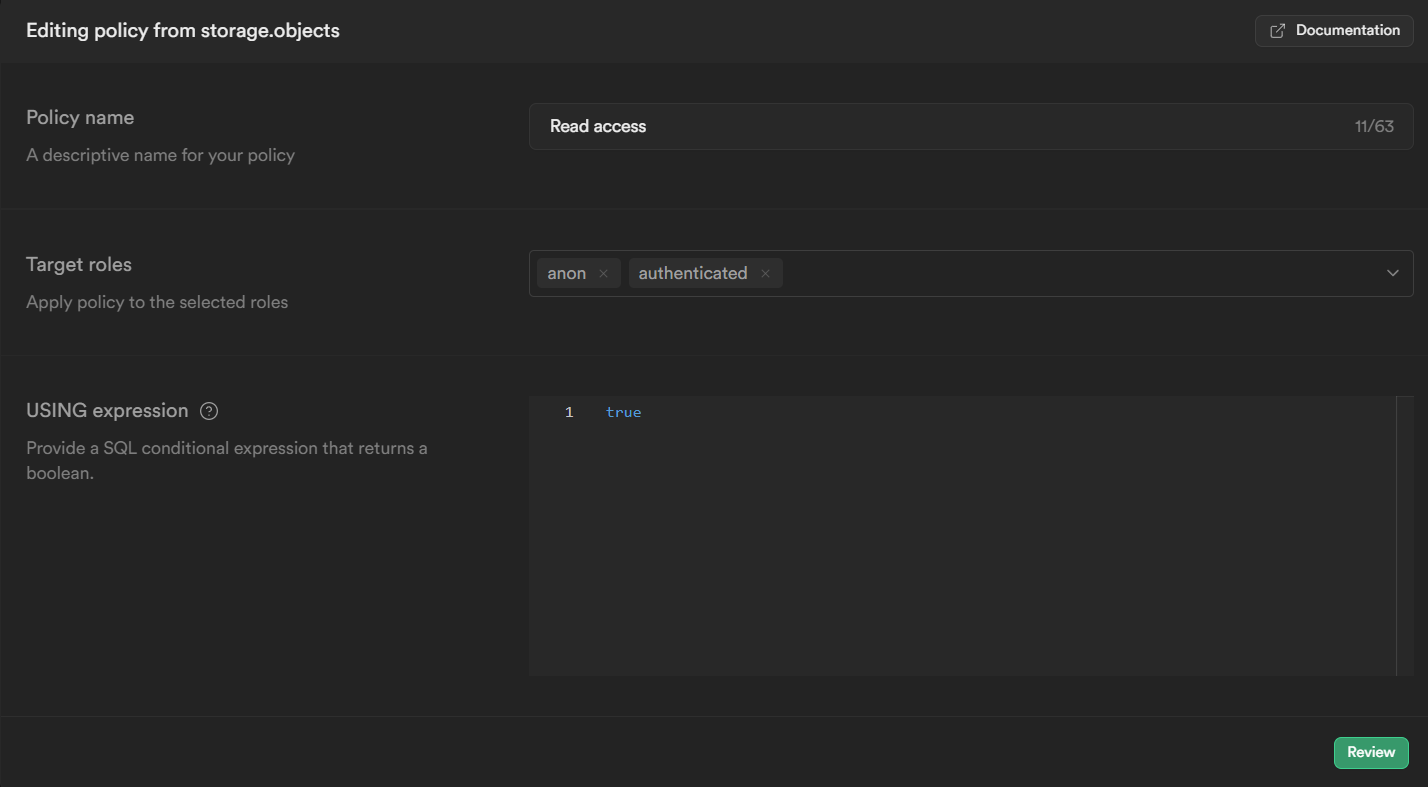 Editing policy from storage.objects
Documentation
Policy name
A descriptive name for your policy
Read access
11/63
Target roles
Apply policy to the selected roles
anon
authenticated
USING expression
Provide a SQL conditional expression that returns a
boolean.
1 true
Review